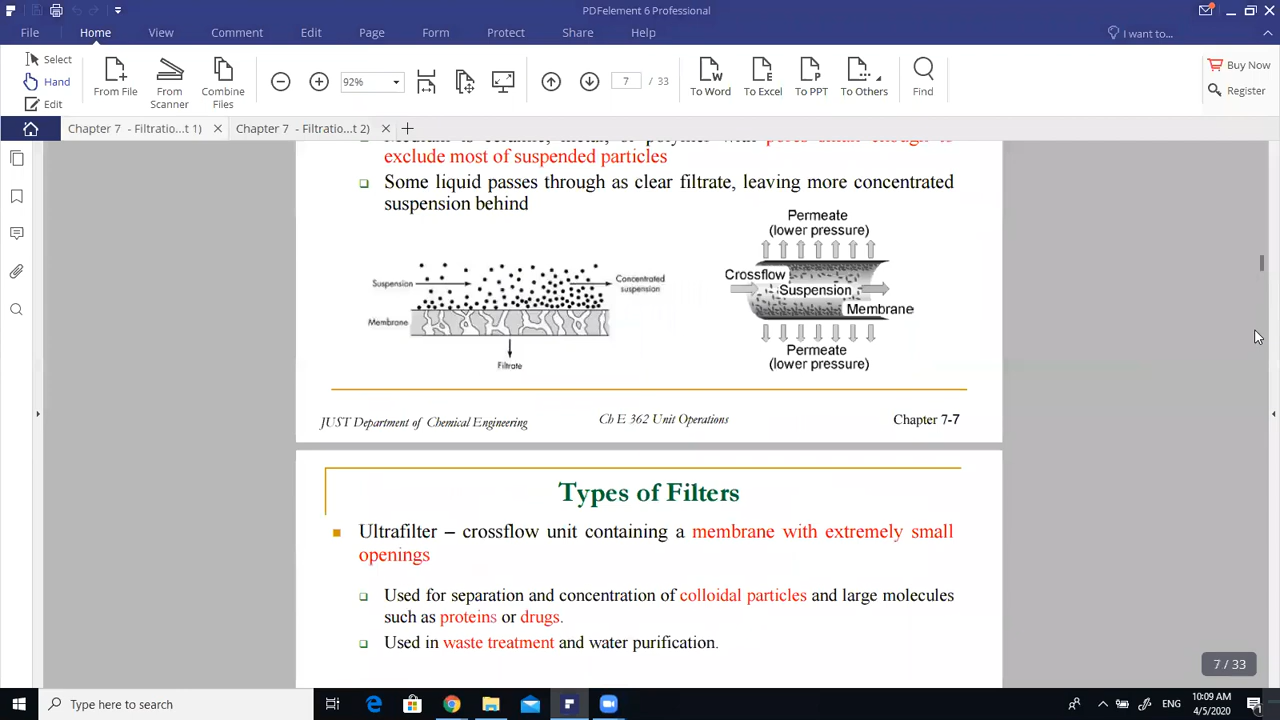 PDFelement 6 Professional
File Home View Comment Edit Page Form Protect Share Help I want to...
Select
Hand
Edit
From File
From Scanner
Combine Files
92%
7 / 33
To Word To Excel To PPT To Others
Find
Buy Now
Register
Chapter 7 - Filtratio...t 1) Chapter 7 - Filtratio...t 2)
exclude most of suspended particles
Some liquid passes through as clear filtrate, leaving more concentrated
suspension behind
Suspension
Concentrated
suspension
Membrane
Filtrate
Permeate
(lower pressure)
Crossflow
Suspension
Membrane
Permeate
(lower pressure)
JUST Department of Chemical Engineering Ch E 362 Unit Operations Chapter 7-7
Types of Filters
Ultrafilter – crossflow unit containing a membrane with extremely small
openings
Used for separation and concentration of colloidal particles and large molecules
such as proteins or drugs.
Used in waste treatment and water purification.
7 / 33
Type here to search
ENG
10:09 AM
4/5/2020